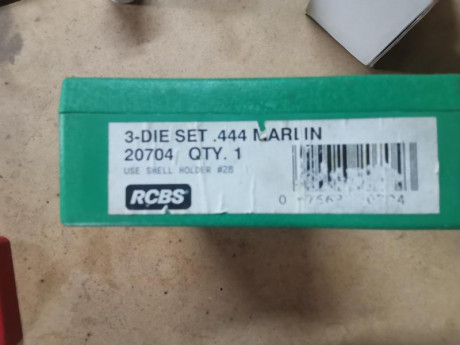 3-DIE SET .444 MARLIN
20704 QTY. 1
USE SHELL HOLDER #28
RCBS